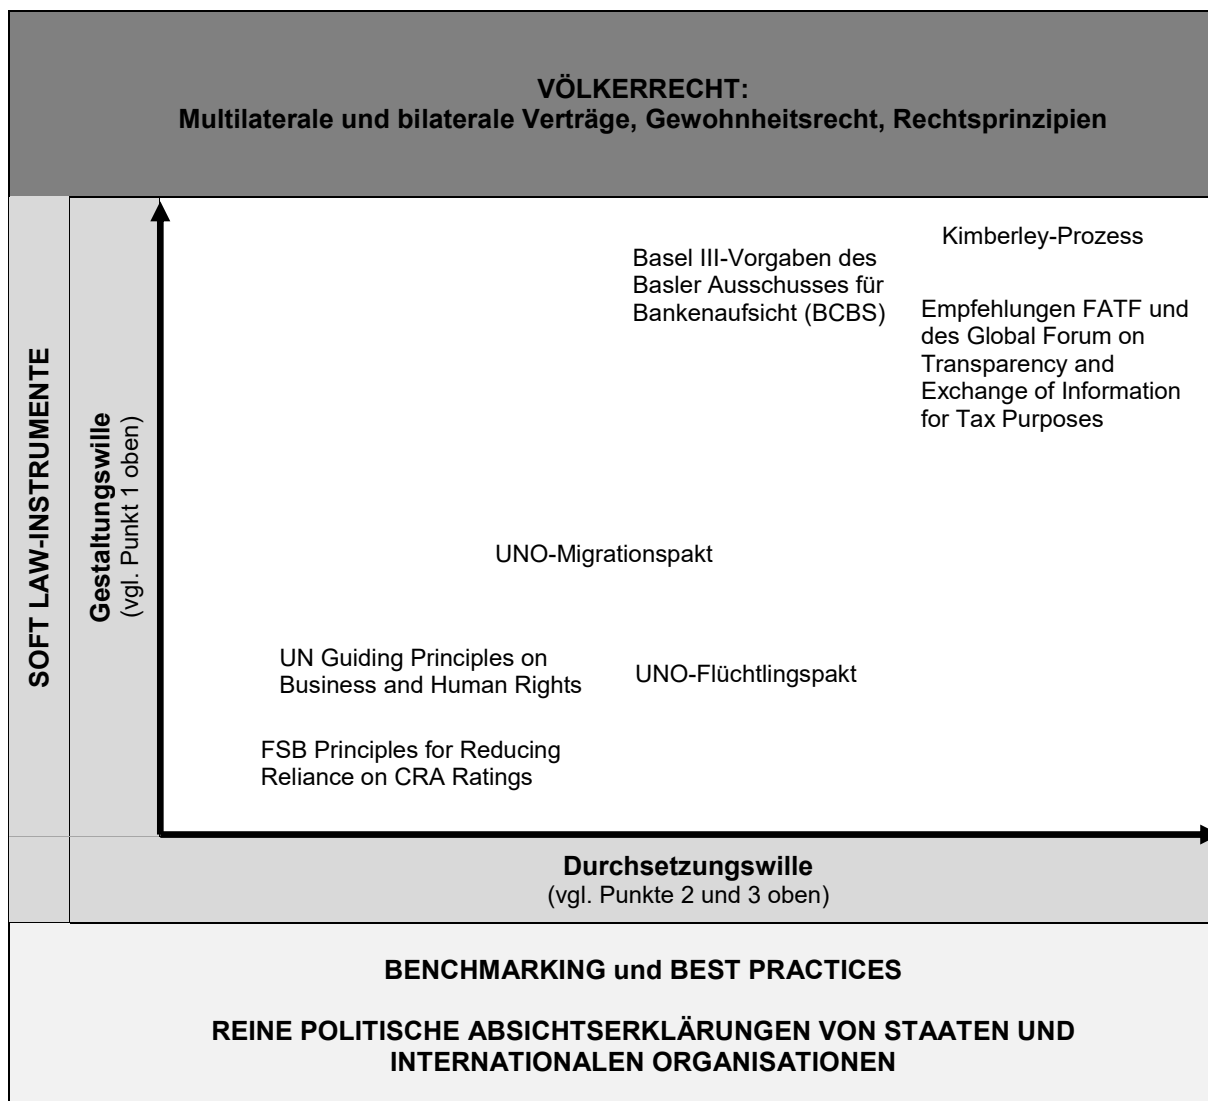 VÖLKERRECHT:
Multilaterale und bilaterale Verträge, Gewohnheitsrecht, Rechtsprinzipien
SOFT LAW-INSTRUMENTE
Gestaltungswille
(vgl. Punkt 1 oben)
Kimberley-Prozess
Basel III-Vorgaben des
Basler Ausschusses für
Bankenaufsicht (BCBS)
Empfehlungen FATF und
des Global Forum on
Transparency and
Exchange of Information
for Tax Purposes
UNO-Migrationspakt
UN Guiding Principles on
Business and Human Rights
UNO-Flüchtlingspakt
FSB Principles for Reducing
Reliance on CRA Ratings
Durchsetzungswille
(vgl. Punkte 2 und 3 oben)
BENCHMARKING und BEST PRACTICES
REINE POLITISCHE ABSICHTSERKLÄRUNGEN VON STAATEN UND
INTERNATIONALEN ORGANISATIONEN